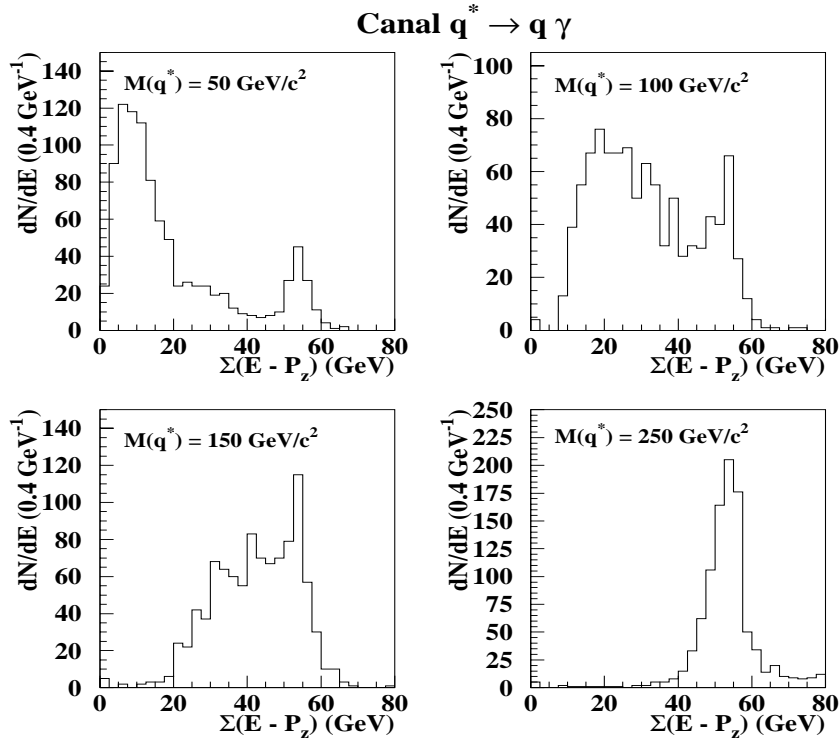 Canal q* → q γ
dN/dE (0.4 GeV⁻¹)
M(q*) = 50 GeV/c²
140
120
100
80
60
40
20
0
0 20 40 60 80
Σ(E - P_z) (GeV)
dN/dE (0.4 GeV⁻¹)
M(q*) = 100 GeV/c²
100
80
60
40
20
0
0 20 40 60 80
Σ(E - P_z) (GeV)
dN/dE (0.4 GeV⁻¹)
M(q*) = 150 GeV/c²
140
120
100
80
60
40
20
0
0 20 40 60 80
Σ(E - P_z) (GeV)
dN/dE (0.4 GeV⁻¹)
M(q*) = 250 GeV/c²
250
225
200
175
150
125
100
75
50
25
0
0 20 40 60 80
Σ(E - P_z) (GeV)